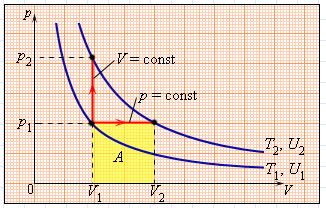 p
p₂
V = const
p = const
p₁
A
T₂, U₂
T₁, U₁
0
V₁
V₂
V